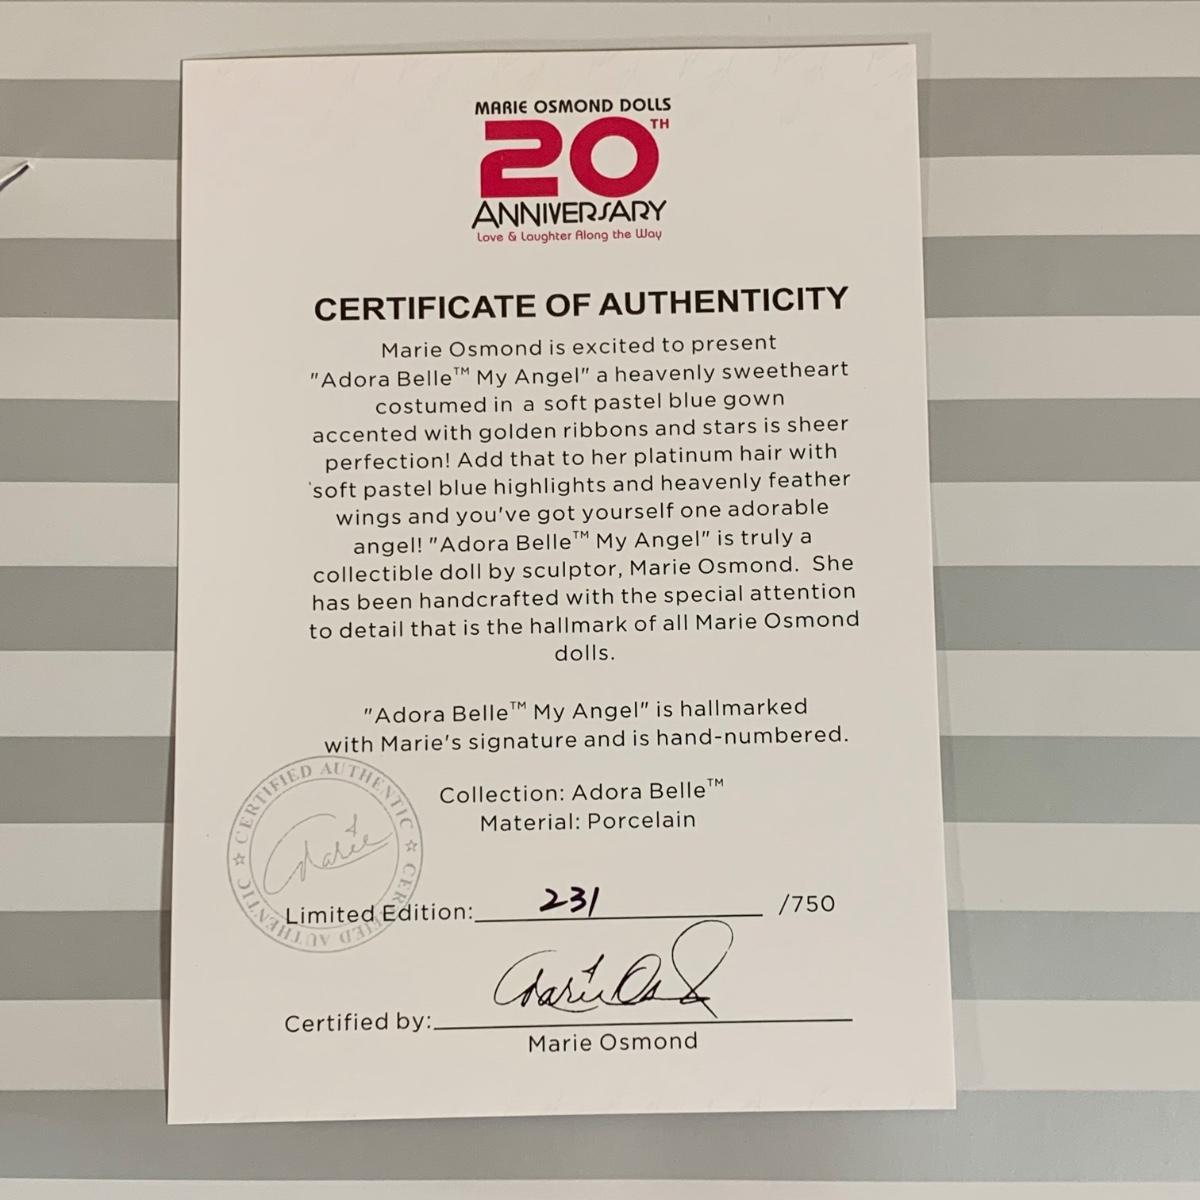 MARIE OSMOND DOLLS
20TH
ANNIVERSARY
Love & Laughter Along the Way
CERTIFICATE OF AUTHENTICITY
Marie Osmond is excited to present
"Adora Belle™ My Angel" a heavenly sweetheart
costumed in a soft pastel blue gown
accented with golden ribbons and stars is sheer
perfection! Add that to her platinum hair with
soft pastel blue highlights and heavenly feather
wings and you've got yourself one adorable
angel! "Adora Belle™ My Angel" is truly a
collectible doll by sculptor, Marie Osmond. She
has been handcrafted with the special attention
to detail that is the hallmark of all Marie Osmond
dolls.
"Adora Belle™ My Angel" is hallmarked
with Marie's signature and is hand-numbered.
CERTIFIED AUTHENTIC ☆ CERTIFIED AUTHENTIC ☆
Marie
Collection: Adora Belle™
Material: Porcelain
Limited Edition: 231 /750
Certified by: Marie Osmond
Marie Osmond